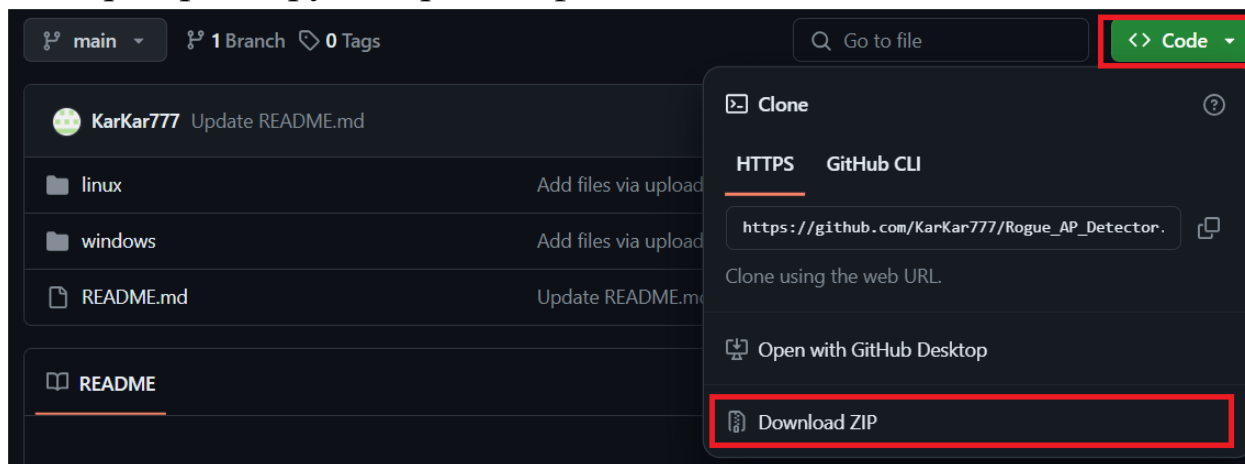 main
1 Branch
0 Tags
Go to file
<> Code
KarKar777 Update README.md
linux
Add files via upload
windows
Add files via upload
README.md
Update
README
Clone
HTTPS
GitHub CLI
https://github.com/KarKar777/Rogue_AP_Detector.
Clone using the web URL.
Open with GitHub Desktop
Download ZIP